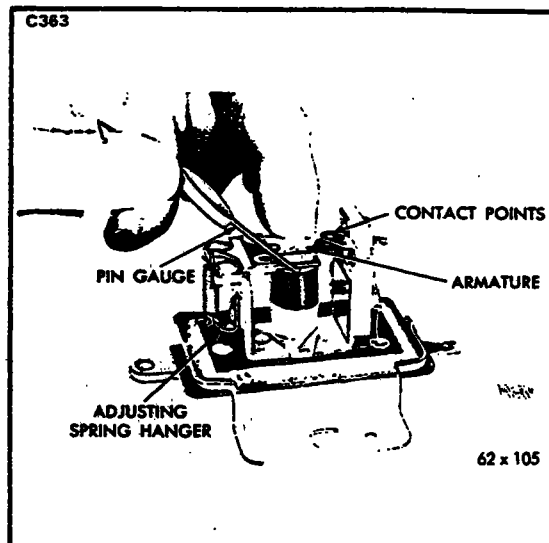 C363
CONTACT POINTS
PIN GAUGE
ARMATURE
ADJUSTING
SPRING HANGER
62 x 105